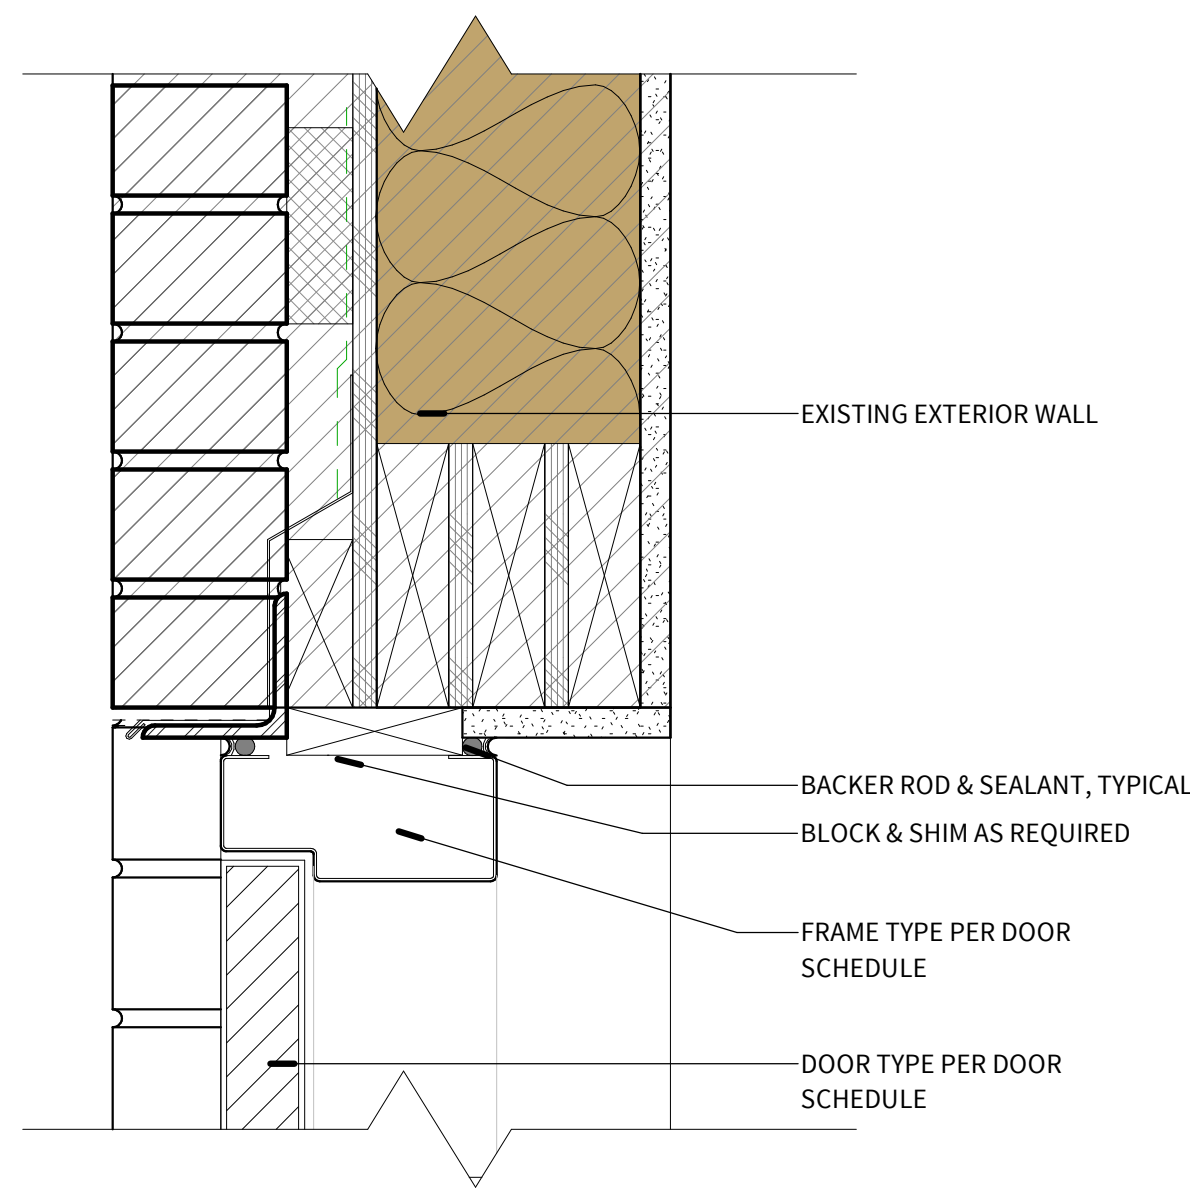 EXISTING EXTERIOR WALL
BACKER ROD & SEALANT, TYPICAL
BLOCK & SHIM AS REQUIRED
FRAME TYPE PER DOOR
SCHEDULE
DOOR TYPE PER DOOR
SCHEDULE